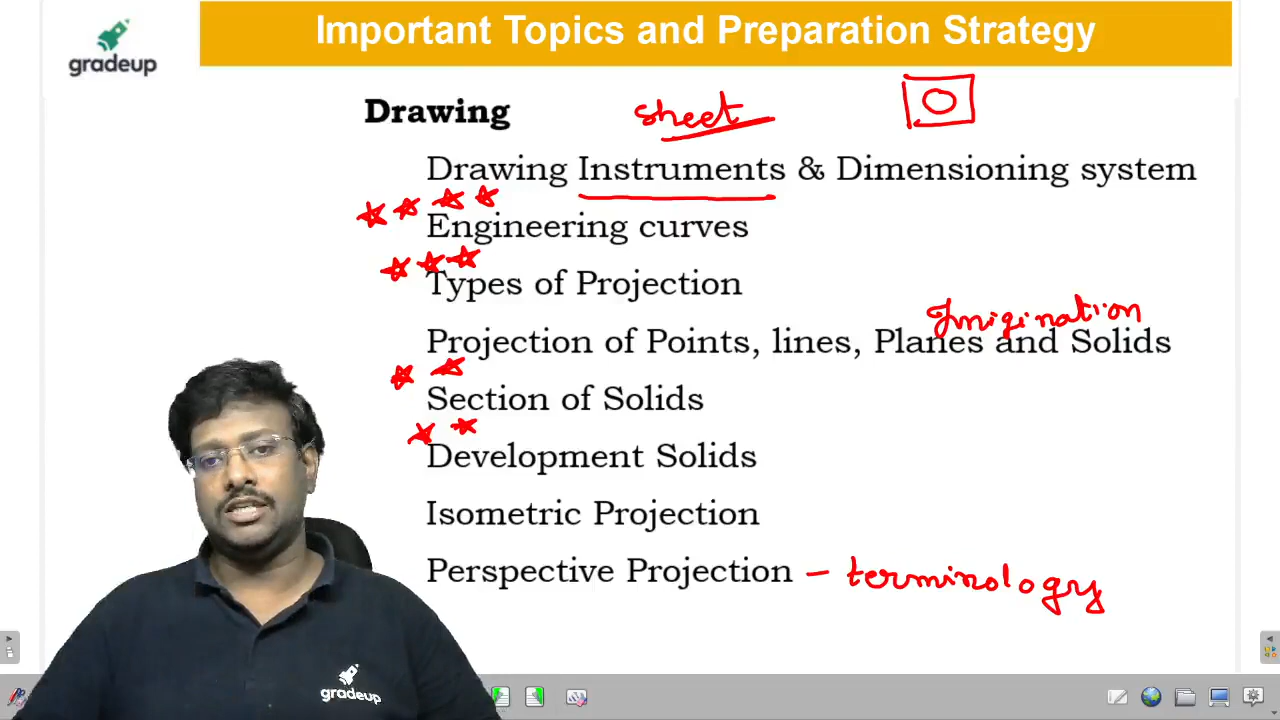 Important Topics and Preparation Strategy
gradeup
Drawing sheet
Drawing Instruments & Dimensioning system
Engineering curves
Types of Projection
Imigination
Projection of Points, lines, Planes and Solids
Section of Solids
Development Solids
Isometric Projection
Perspective Projection - terminology
gradeup